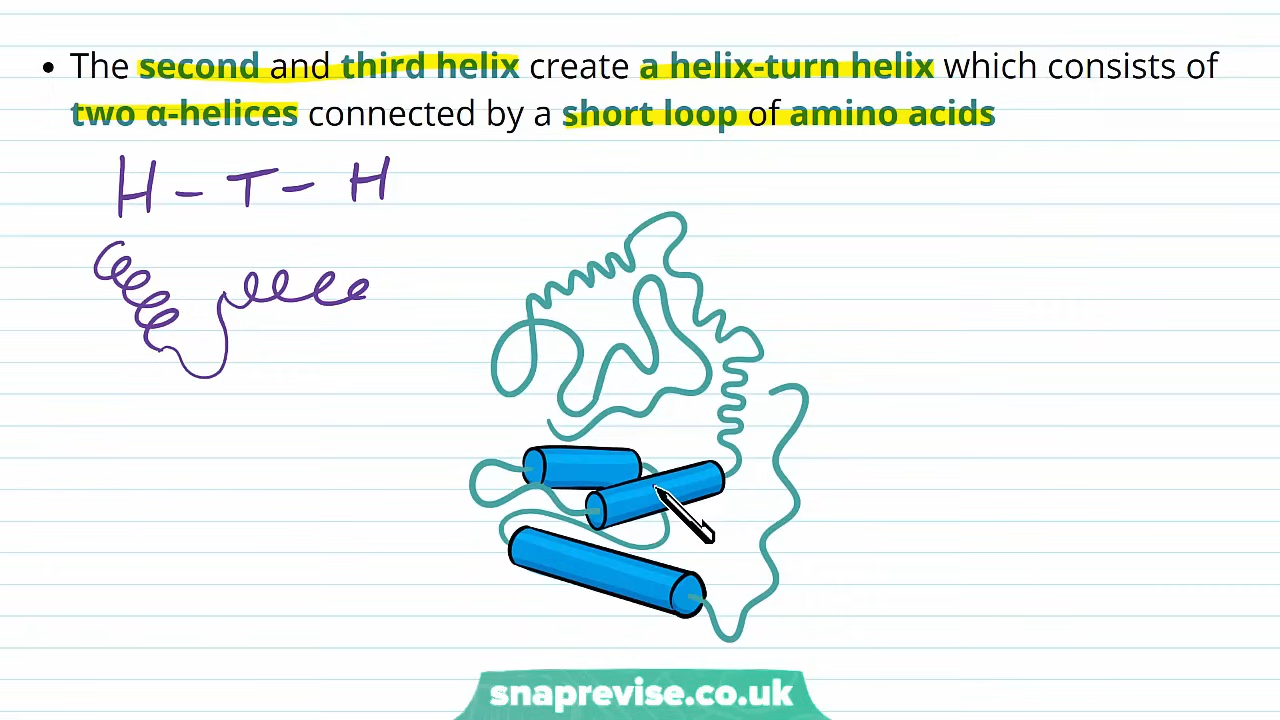 • The second and third helix create a helix-turn helix which consists of
two α-helices connected by a short loop of amino acids
H - T - H
snaprevise.co.uk